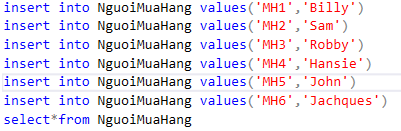 insert into NguoiMuaHang values('MH1','Billy')
insert into NguoiMuaHang values('MH2','Sam')
insert into NguoiMuaHang values('MH3','Robby')
insert into NguoiMuaHang values('MH4','Hansie')
insert into NguoiMuaHang values('MH5','John')
insert into NguoiMuaHang values('MH6','Jachques')
select*from NguoiMuaHang